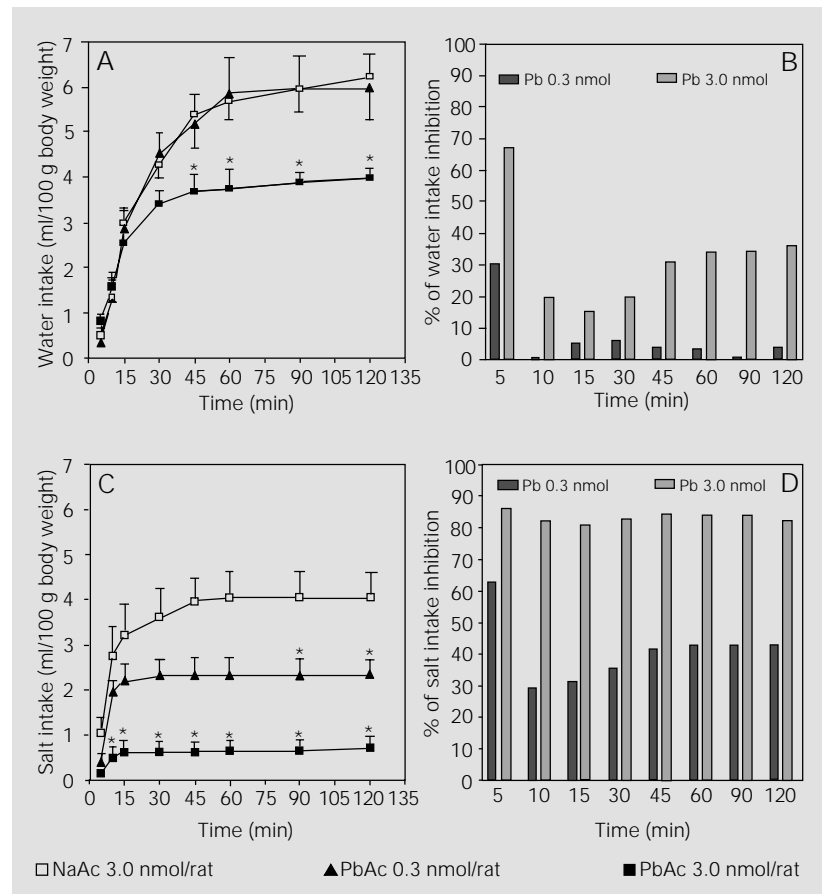 A
Water intake (ml/100 g body weight)
7
6
5
4
3
2
1
0
* * * *
0 15 30 45 60 75 90 105 120 135
Time (min)
B
Pb 0.3 nmol Pb 3.0 nmol
% of water intake inhibition
100
90
80
70
60
50
40
30
20
10
0
5 10 15 30 45 60 90 120
Time (min)
C
Salt intake (ml/100 g body weight)
7
6
5
4
3
2
1
0
* *
* * * * * * *
0 15 30 45 60 75 90 105 120 135
Time (min)
D
Pb 0.3 nmol Pb 3.0 nmol
% of salt intake inhibition
100
90
80
70
60
50
40
30
20
10
0
5 10 15 30 45 60 90 120
Time (min)
NaAc 3.0 nmol/rat PbAc 0.3 nmol/rat PbAc 3.0 nmol/rat